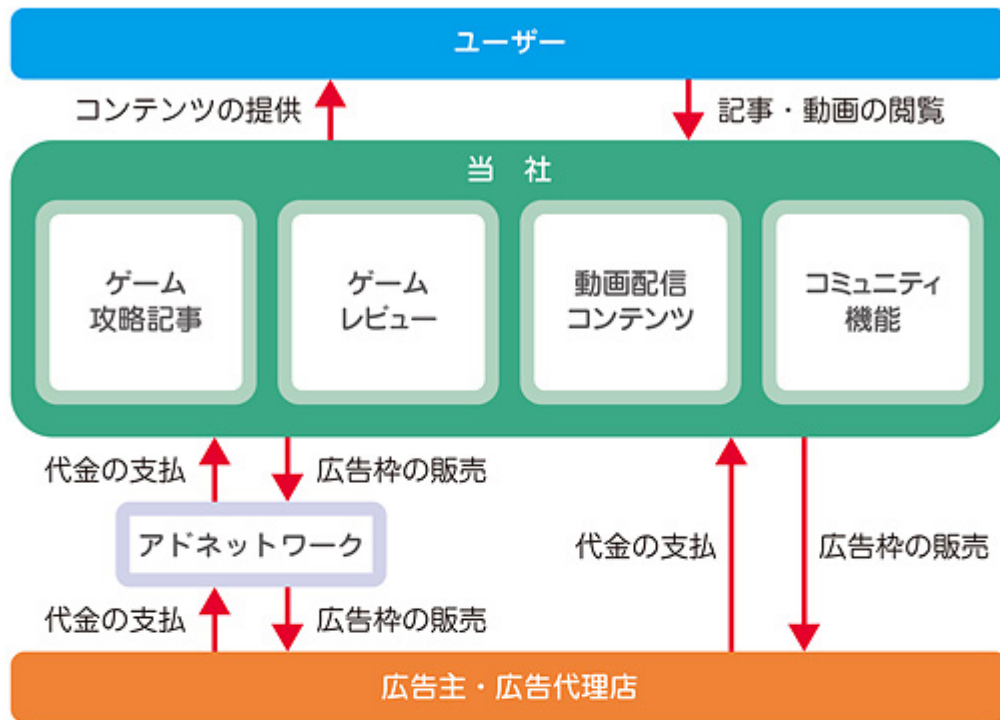 ユーザー
コンテンツの提供
記事・動画の閲覧
当　社
ゲーム
攻略記事
ゲーム
レビュー
動画配信
コンテンツ
コミュニティ
機能
代金の支払
広告枠の販売
アドネットワーク
代金の支払
広告枠の販売
代金の支払
広告枠の販売
広告主・広告代理店